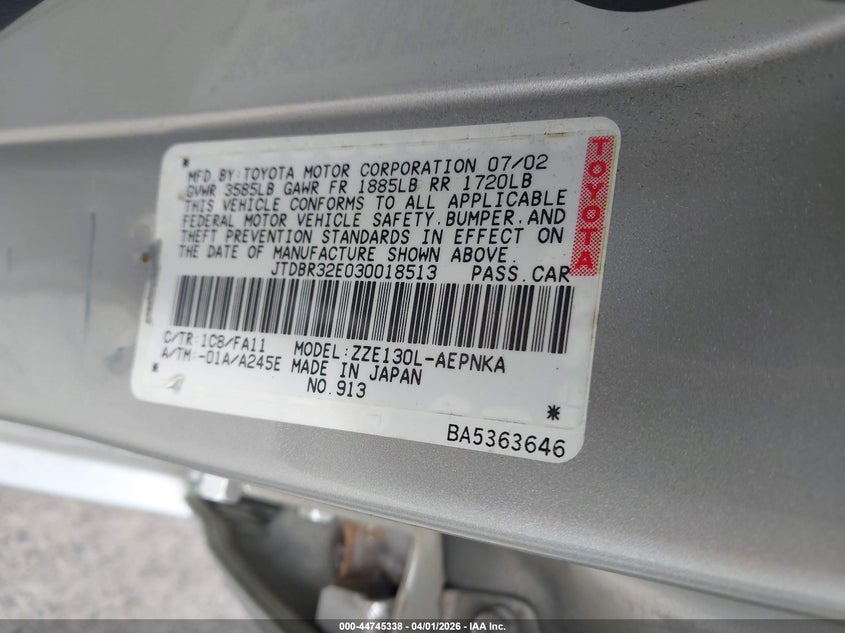 MFD.BY:TOYOTA MOTOR CORPORATION 07/02
GVWR 3585LB GAWR FR 1885LB RR 1720LB
THIS VEHICLE CONFORMS TO ALL APPLICABLE
FEDERAL MOTOR VEHICLE SAFETY.BUMPER.AND
THEFT PREVENTION STANDARDS IN EFFECT ON
THE DATE OF MANUFACTURE SHOWN ABOVE.
JTDBR32E030018513 PASS.CAR
TOYOTA
C/TR:1C8/FA11 MODEL:ZZE130L-AEPNKA
A/TM:-01A/A245E MADE IN JAPAN
NO.913
BA5363646
000-44745338 - 04/01/2026 - IAA Inc.